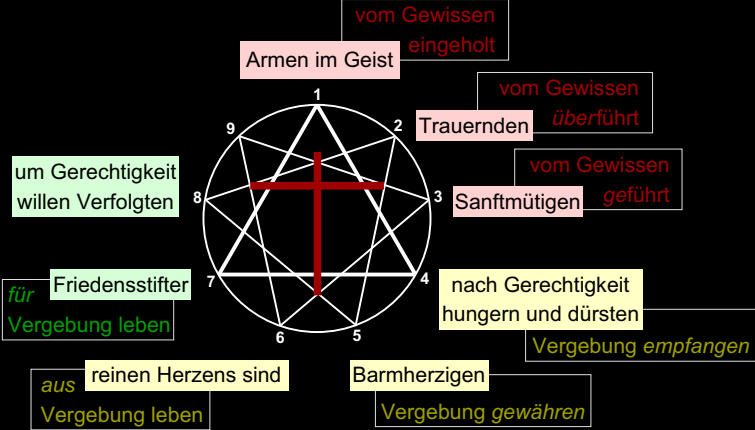 vom Gewissen
eingeholt
Armen im Geist
1
vom Gewissen
überführt
Trauernden
2
vom Gewissen
geführt
Sanftmütigen
3
nach Gerechtigkeit
hungern und dürsten
4
Vergebung empfangen
Barmherzigen
5
Vergebung gewähren
reinen Herzens sind
6
aus
Vergebung leben
Friedensstifter
7
für
Vergebung leben
um Gerechtigkeit
willen Verfolgten
8
9